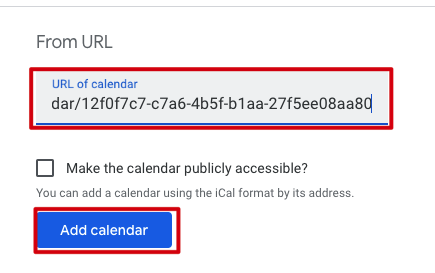 From URL
URL of calendar
dar/12f0f7c7-c7a6-4b5f-b1aa-27f5ee08aa80
Make the calendar publicly accessible?
You can add a calendar using the iCal format by its address.
Add calendar